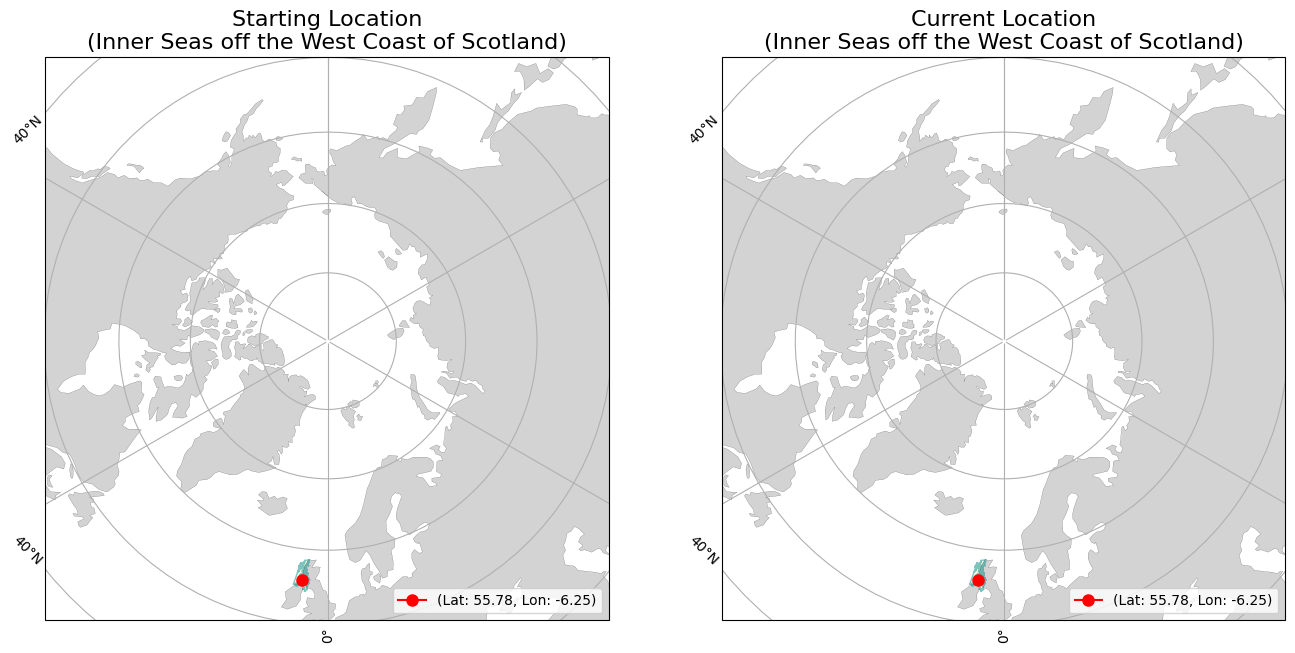 Starting Location
(Inner Seas off the West Coast of Scotland)
40°N
40°N
0°
(Lat: 55.78, Lon: -6.25)
Current Location
(Inner Seas off the West Coast of Scotland)
40°N
40°N
0°
(Lat: 55.78, Lon: -6.25)